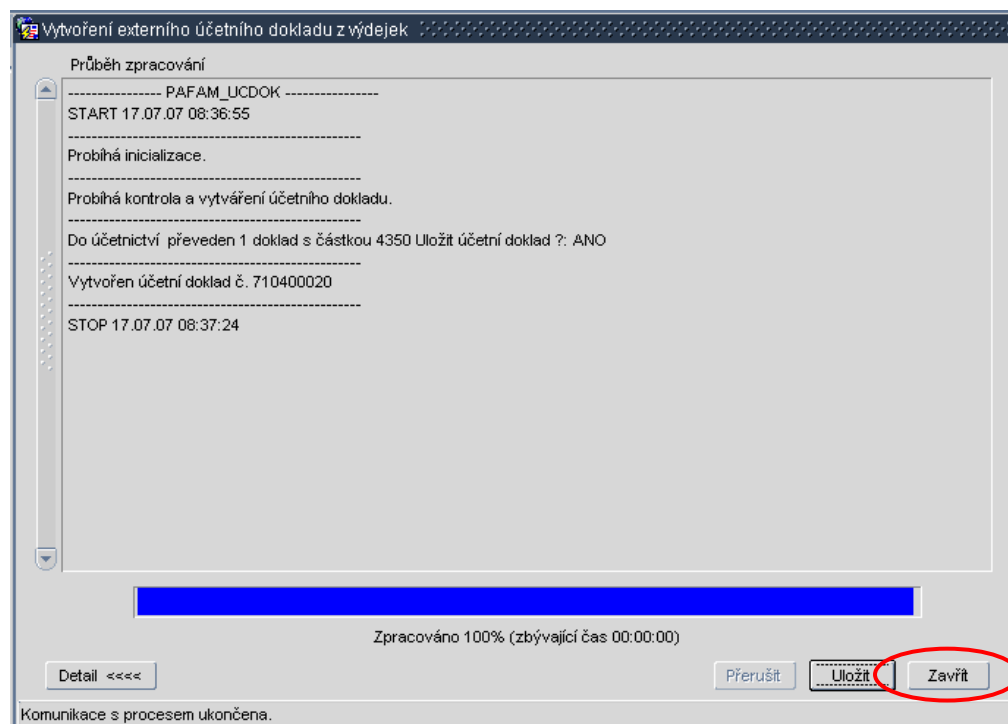 Vytvoření externího účetního dokladu z výdejek
Průběh zpracování
---------------- PAFAM_UCDOK ----------------
START 17.07.07 08:36:55
------------------------------------------------
Probíhá inicializace.
------------------------------------------------
Probíhá kontrola a vytváření účetního dokladu.
------------------------------------------------
Do účetnictví  převeden 1 doklad s částkou 4350 Uložit účetní doklad ?: ANO
------------------------------------------------
Vytvořen účetní doklad č. 710400020
------------------------------------------------
STOP 17.07.07 08:37:24
Zpracováno 100% (zbývající čas 00:00:00)
Detail <<<< Přerušit Uložit Zavřít
Komunikace s procesem ukončena.